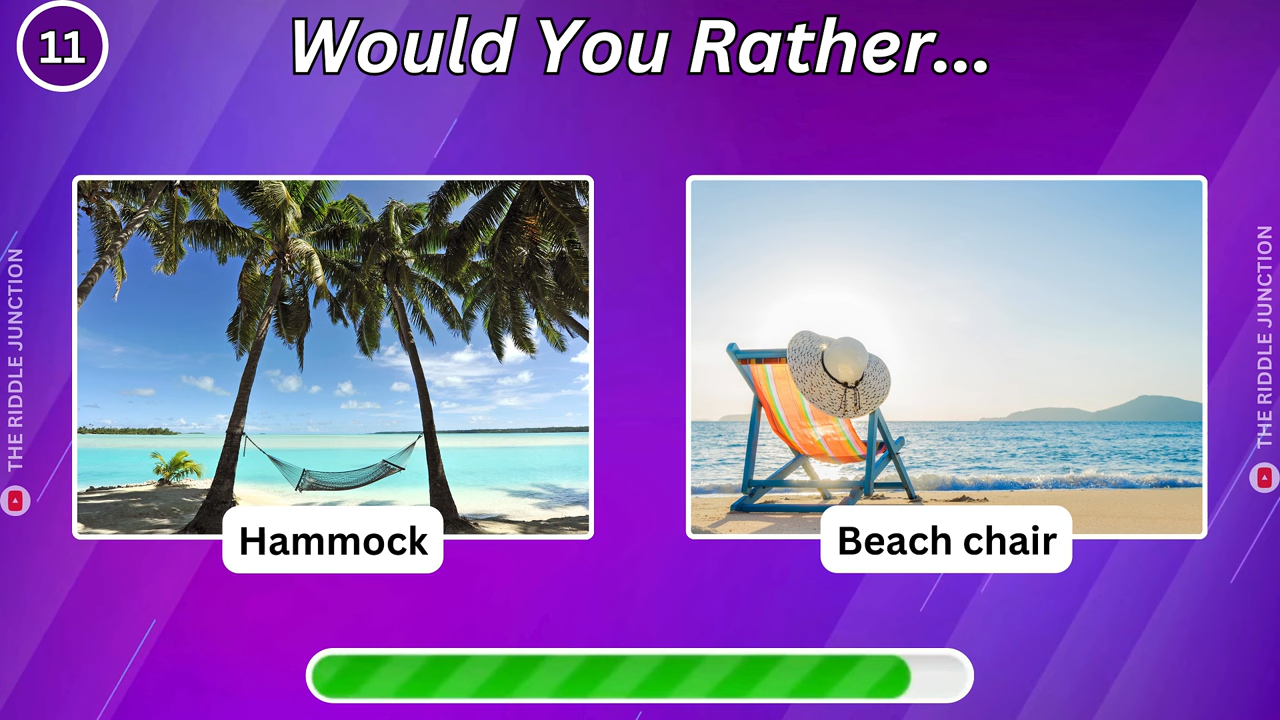 11
Would You Rather...
THE RIDDLE JUNCTION
Hammock
Beach chair
THE RIDDLE JUNCTION